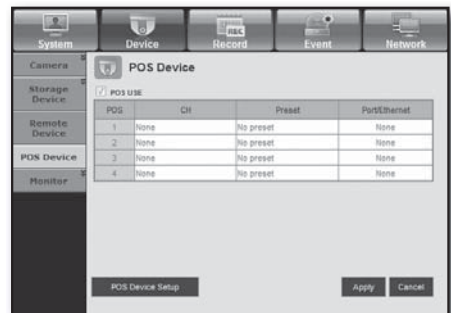 System Device Record Event Network
REC
Camera
Storage Device
Remote Device
POS Device
Monitor
POS Device
POS USE
POS CH Preset Port/Ethernet
1 None No preset None
2 None No preset None
3 None No preset None
4 None No preset None
POS Device Setup Apply Cancel